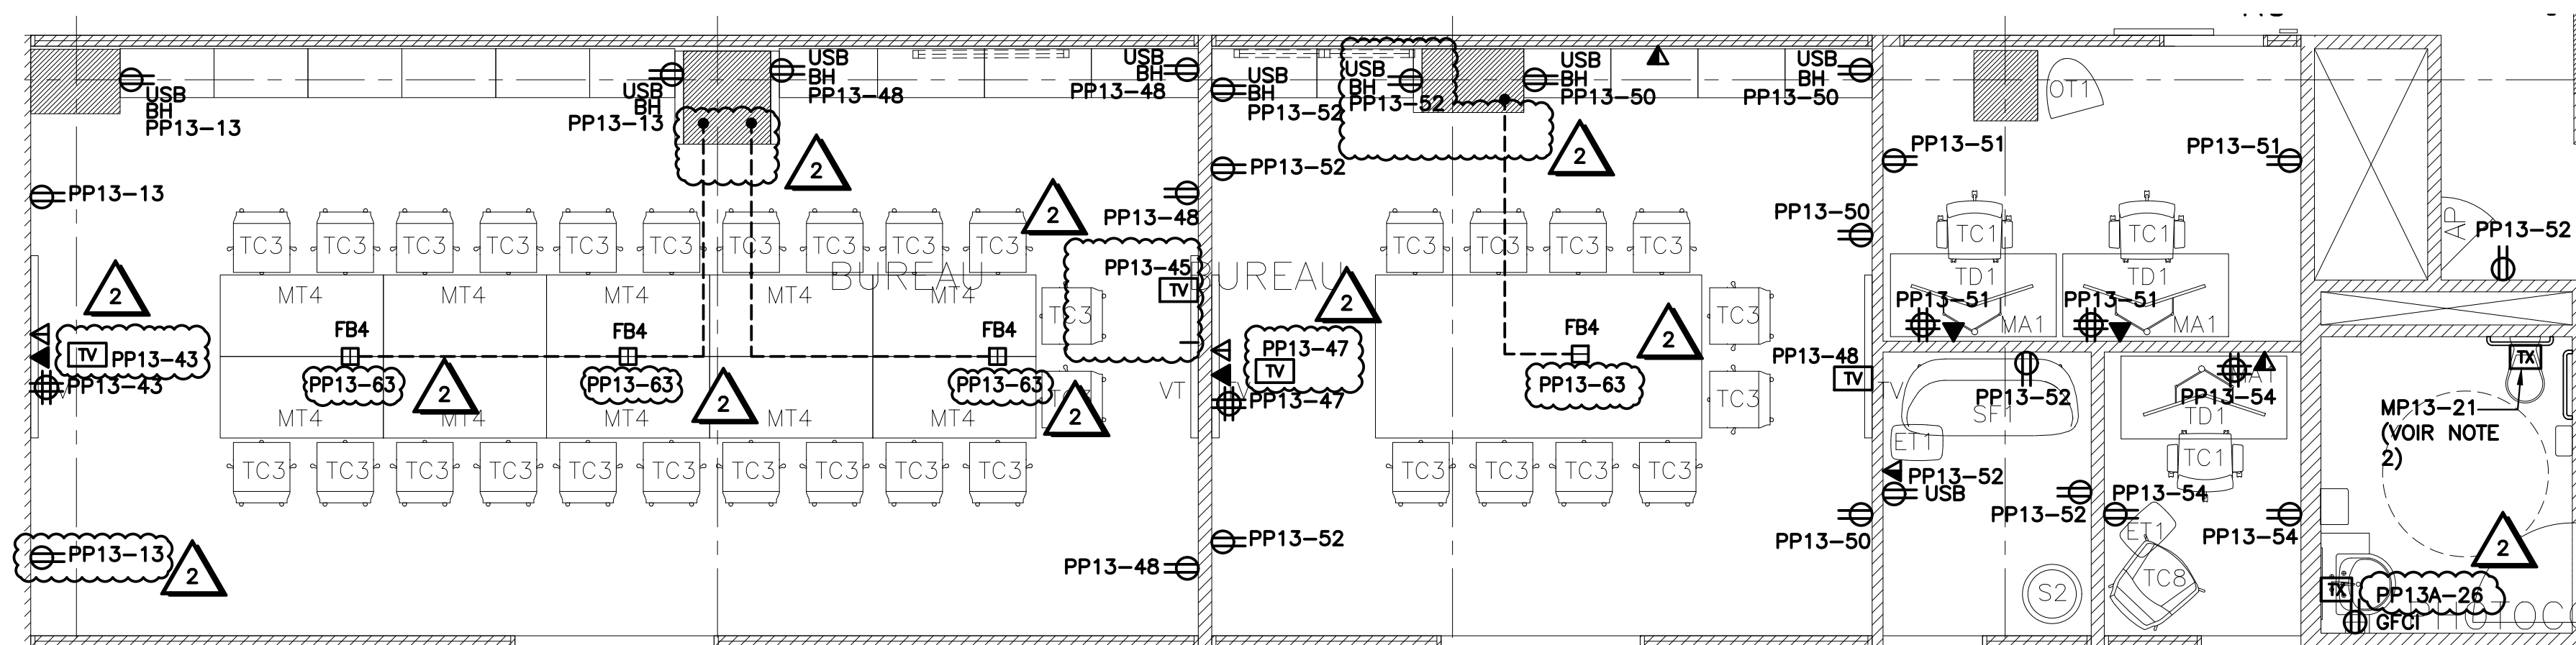 USB
BH
PP13-13
USB
BH
PP13-13
USB
BH
PP13-48
USB
BH
PP13-48
USB
BH
PP13-52
USB
BH
PP13-52
USB
BH
PP13-50
USB
BH
PP13-50
OT1
2
2
PP13-51
PP13-51
PP13-52
PP13-13
PP13-48
PP13-50
2
AP
PP13-52
TC3 TC3 TC3 TC3 TC3 TC3 TC3 TC3 TC3 TC3
TC3 TC3 TC3 TC3
TC1 TC1
BUREAU
BUREAU
PP13-45
TV
2
2
2
MT4 MT4 MT4 MT4 MT4
TD1 TD1
PP13-51 PP13-51
MA1 MA1
TC3
TC3
FB4 FB4 FB4
FB4
TV PP13-43
PP13-43
PP13-47
TV
PP13-47
PP13-48
TV
TX
PP13-63 PP13-63 PP13-63
PP13-63
2
2
2
VT
TV
TC3
TC3
MT4 MT4 MT4 MT4 MT4
PP13-52
SF1
ET1
PP13-54
MA1
TD1
TC1
MP13-21
(VOIR NOTE
2)
TC3 TC3 TC3 TC3 TC3 TC3 TC3 TC3 TC3 TC3
TC3 TC3 TC3 TC3
PP13-52
USB
PP13-52
PP13-54
ET1
PP13-54
PP13-50
PP13-52
PP13-48
PP13-13
2
2
TC8
S2
TX
PP13A-26
GFCI